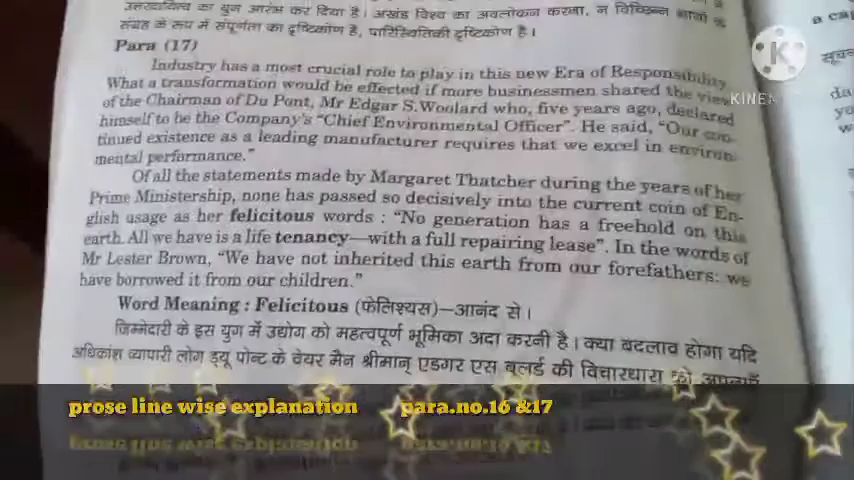 उत्तरदायित्व का युग आरंभ कर दिया है। अखंड विश्व का अवलोकन करना, न विच्छिन्न भागों के
संग्रह के रूप में संपूर्णता का दृष्टिकोण है, पारिस्थितिकी दृष्टिकोण है।
Para (17)
Industry has a most crucial role to play in this new Era of Responsibility
What a transformation would be effected if more businessmen shared the view
of the Chairman of Du Pont, Mr Edgar S. Woolard who, five years ago, declared
himself to be the Company's "Chief Environmental Officer". He said, "Our con-
tinued existence as a leading manufacturer requires that we excel in environ-
mental performance."
Of all the statements made by Margaret Thatcher during the years of her
Prime Ministership, none has passed so decisively into the current coin of En-
glish usage as her felicitous words : "No generation has a freehold on this
earth. All we have is a life tenancy—with a full repairing lease". In the words of
Mr Lester Brown, "We have not inherited this earth from our forefathers: we
have borrowed it from our children."
Word Meaning : Felicitous (फेलिश्यस)—आनंद से।
जिम्मेदारी के इस युग में उद्योग को महत्वपूर्ण भूमिका अदा करनी है। क्या बदलाव होगा यदि
अधिकांश व्यापारी लोग ड्यू पोन्ट के चेयर मैन श्रीमान् एडगर एस वूलर्ड की विचारधारा को अपनाएँ
prose line wise explanation para.no.16 &17
a cap
सूचन
da
yo
w
K
KINEM